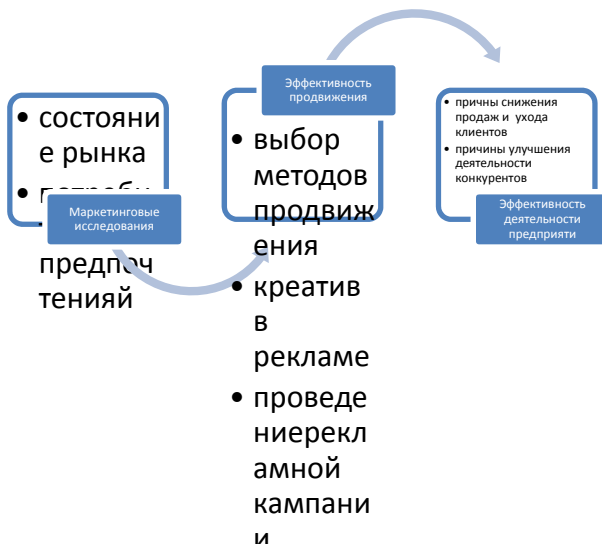 • состояни
е рынка
•
Маркетинговые
исследования
предпоч
тенияй
Эффективность
продвижения
• выбор
методов
продвиж
ения
• креатив
в
рекламе
• проведе
ниерекл
амной
кампани
и
• причны снижения
продаж и ухода
клиентов
• причины улучшения
деятельности
конкурентов
Эффективность
деятельности
предприяти